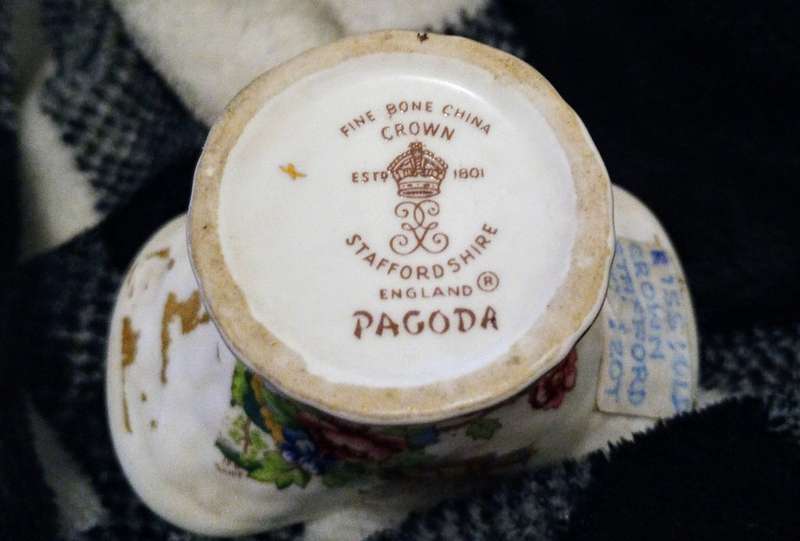 FINE BONE CHINA
CROWN
ESTD 1801
STAFFORDSHIRE
ENGLAND ®
PAGODA
CROWN